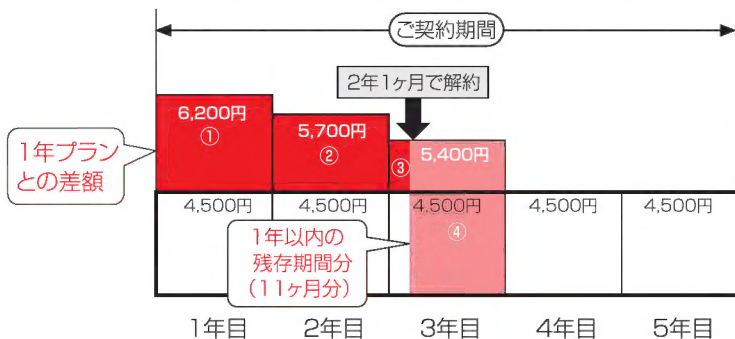 ご契約期間
2年1ヶ月で解約
6,200円
①
5,700円
②
③
5,400円
1年プラン
との差額
4,500円
4,500円
4,500円
4,500円
4,500円
④
1年以内の
残存期間分
(11ヶ月分)
1年目
2年目
3年目
4年目
5年目